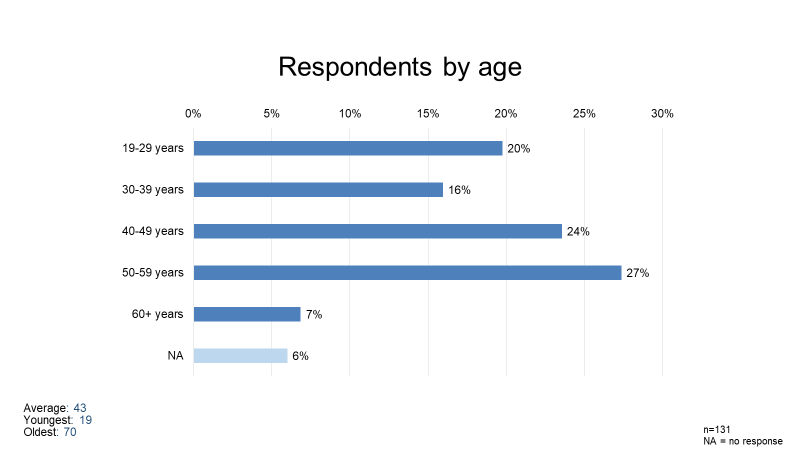 Respondents by age
0% 5% 10% 15% 20% 25% 30%
19-29 years 20%
30-39 years 16%
40-49 years 24%
50-59 years 27%
60+ years 7%
NA 6%
Average: 43
Youngest: 19
Oldest: 70
n=131
NA = no response